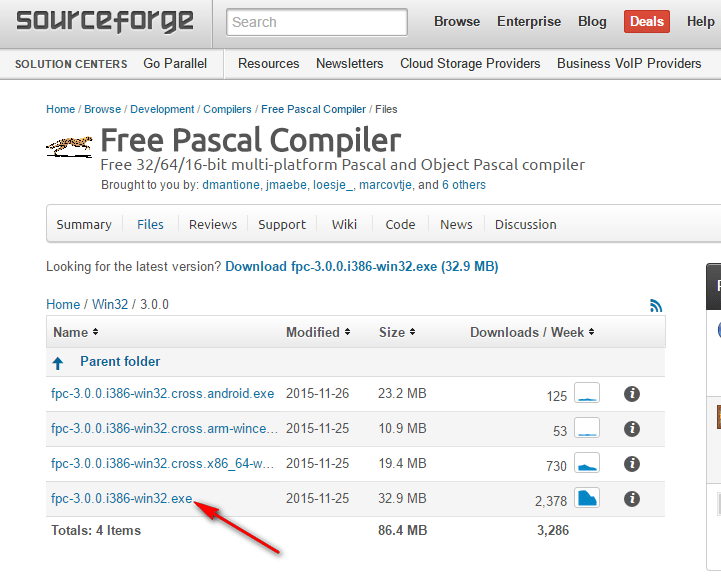 sourceforge Search Browse Enterprise Blog Deals Help
SOLUTION CENTERS Go Parallel Resources Newsletters Cloud Storage Providers Business VoIP Providers
Home / Browse / Development / Compilers / Free Pascal Compiler / Files
Free Pascal Compiler
Free 32/64/16-bit multi-platform Pascal and Object Pascal compiler
Brought to you by: dmantione, jmaebe, loesje_, marcovtje, and 6 others
Summary Files Reviews Support Wiki Code News Discussion
Looking for the latest version? Download fpc-3.0.0.i386-win32.exe (32.9 MB)
Home / Win32 / 3.0.0
Name Modified Size Downloads / Week
Parent folder
fpc-3.0.0.i386-win32.cross.android.exe 2015-11-26 23.2 MB 125
fpc-3.0.0.i386-win32.cross.arm-wince... 2015-11-25 10.9 MB 53
fpc-3.0.0.i386-win32.cross.x86_64-w... 2015-11-25 19.4 MB 730
fpc-3.0.0.i386-win32.exe 2015-11-25 32.9 MB 2,378
Totals: 4 Items 86.4 MB 3,286